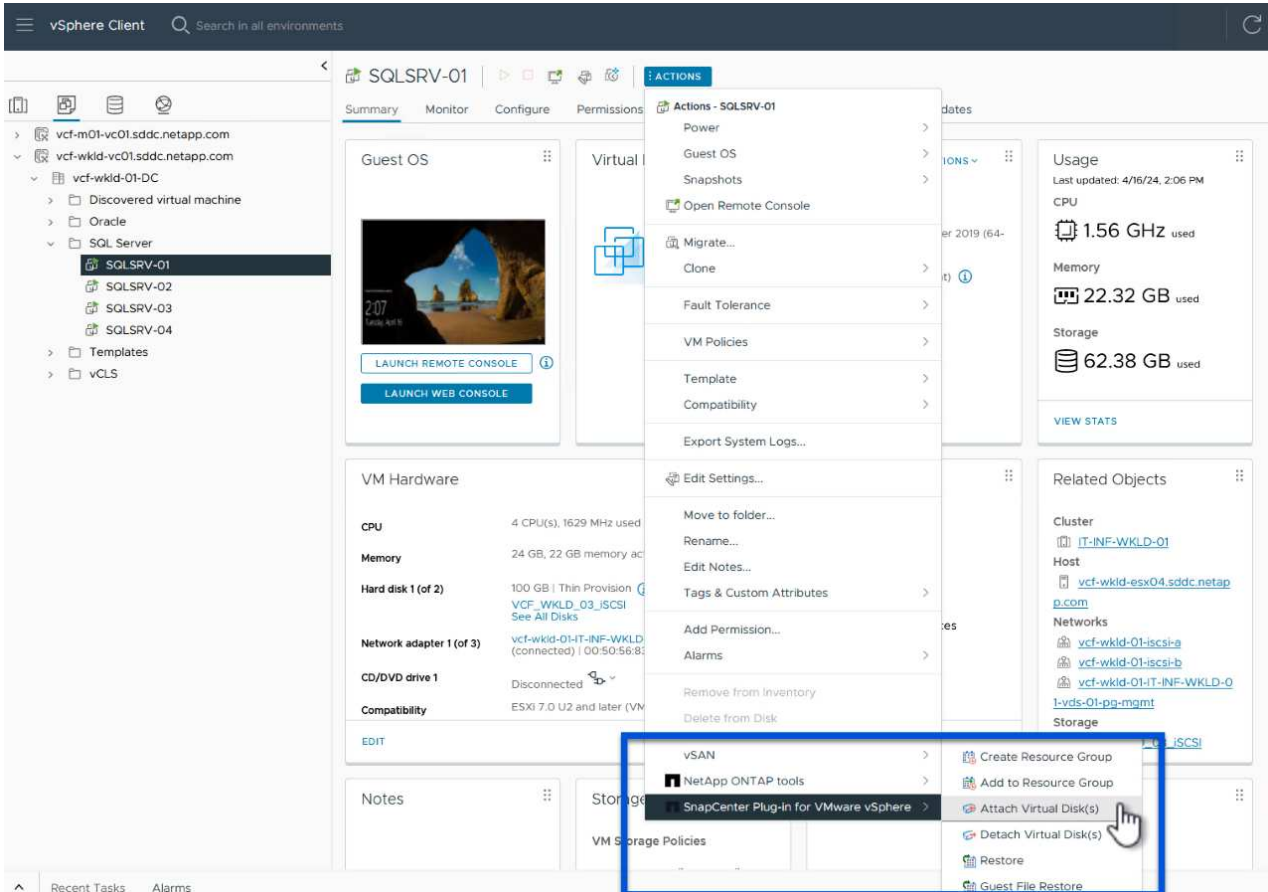 vSphere Client
Search in all environments
vcf-m01-vc01.sddc.netapp.com
vcf-wkld-vc01.sddc.netapp.com
vcf-wkld-01-DC
Discovered virtual machine
Oracle
SQL Server
SQLSRV-01
SQLSRV-02
SQLSRV-03
SQLSRV-04
Templates
vCLS
SQLSRV-01
ACTIONS
Summary
Monitor
Configure
Permissions
dates
Guest OS
2:07
Tuesday, April 16
LAUNCH REMOTE CONSOLE
LAUNCH WEB CONSOLE
Virtual
IONS
er 2019 (64-
it)
Actions - SQLSRV-01
Power
Guest OS
Snapshots
Open Remote Console
Migrate...
Clone
Fault Tolerance
VM Policies
Template
Compatibility
Export System Logs...
Edit Settings...
Move to folder...
Rename...
Edit Notes...
Tags & Custom Attributes
Add Permission...
Alarms
Remove from Inventory
Delete from Disk
vSAN
NetApp ONTAP tools
SnapCenter Plug-in for VMware vSphere
Create Resource Group
Add to Resource Group
Attach Virtual Disk(s)
Detach Virtual Disk(s)
Restore
Guest File Restore
Usage
Last updated: 4/16/24, 2:06 PM
CPU
1.56 GHz used
Memory
22.32 GB used
Storage
62.38 GB used
VIEW STATS
VM Hardware
CPU
4 CPU(s), 1629 MHz used
Memory
24 GB, 22 GB memory ac
Hard disk 1 (of 2)
100 GB | Thin Provision
VCF_WKLD_03_iSCSI
See All Disks
Network adapter 1 (of 3)
vcf-wkld-01-IT-INF-WKLD
(connected) | 00:50:56:83
CD/DVD drive 1
Disconnected
Compatibility
ESXi 7.0 U2 and later (VM
EDIT
es
Related Objects
Cluster
IT-INF-WKLD-01
Host
vcf-wkld-esx04.sddc.netap
p.com
Networks
vcf-wkld-01-iscsi-a
vcf-wkld-01-iscsi-b
vcf-wkld-01-IT-INF-WKLD-0
1-vds-01-pg-mgmt
Storage
iSCSI
Notes
Storage
VM Storage Policies
Recent Tasks
Alarms